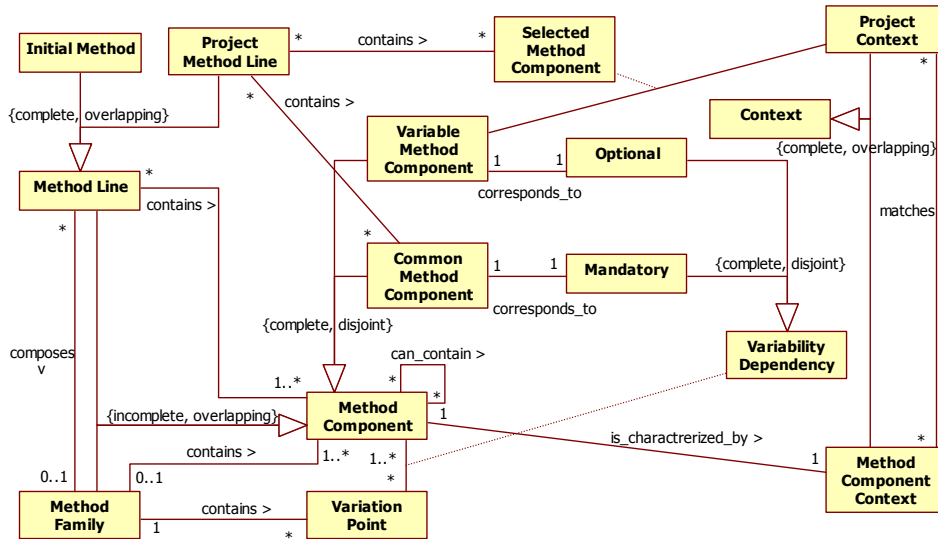 Initial Method
Project
Method Line
*
contains >
*
Selected
Method
Component
Project
Context
*
*
contains >
{complete, overlapping}
Variable
Method
Component
1
1
Optional
corresponds_to
Context
{complete, overlapping}
Method Line
*
contains >
*
matches
*
Common
Method
Component
1
1
Mandatory
corresponds_to
{complete, disjoint}
{complete, disjoint}
composes
v
can_contain >
*
*
Variability
Dependency
1..*
Method
Component
1
{incomplete, overlapping}
is_charactrerized_by >
*
contains >
1..*
1..*
0..1
0..1
*
1
Method
Component
Context
Method
Family
contains >
1
*
Variation
Point